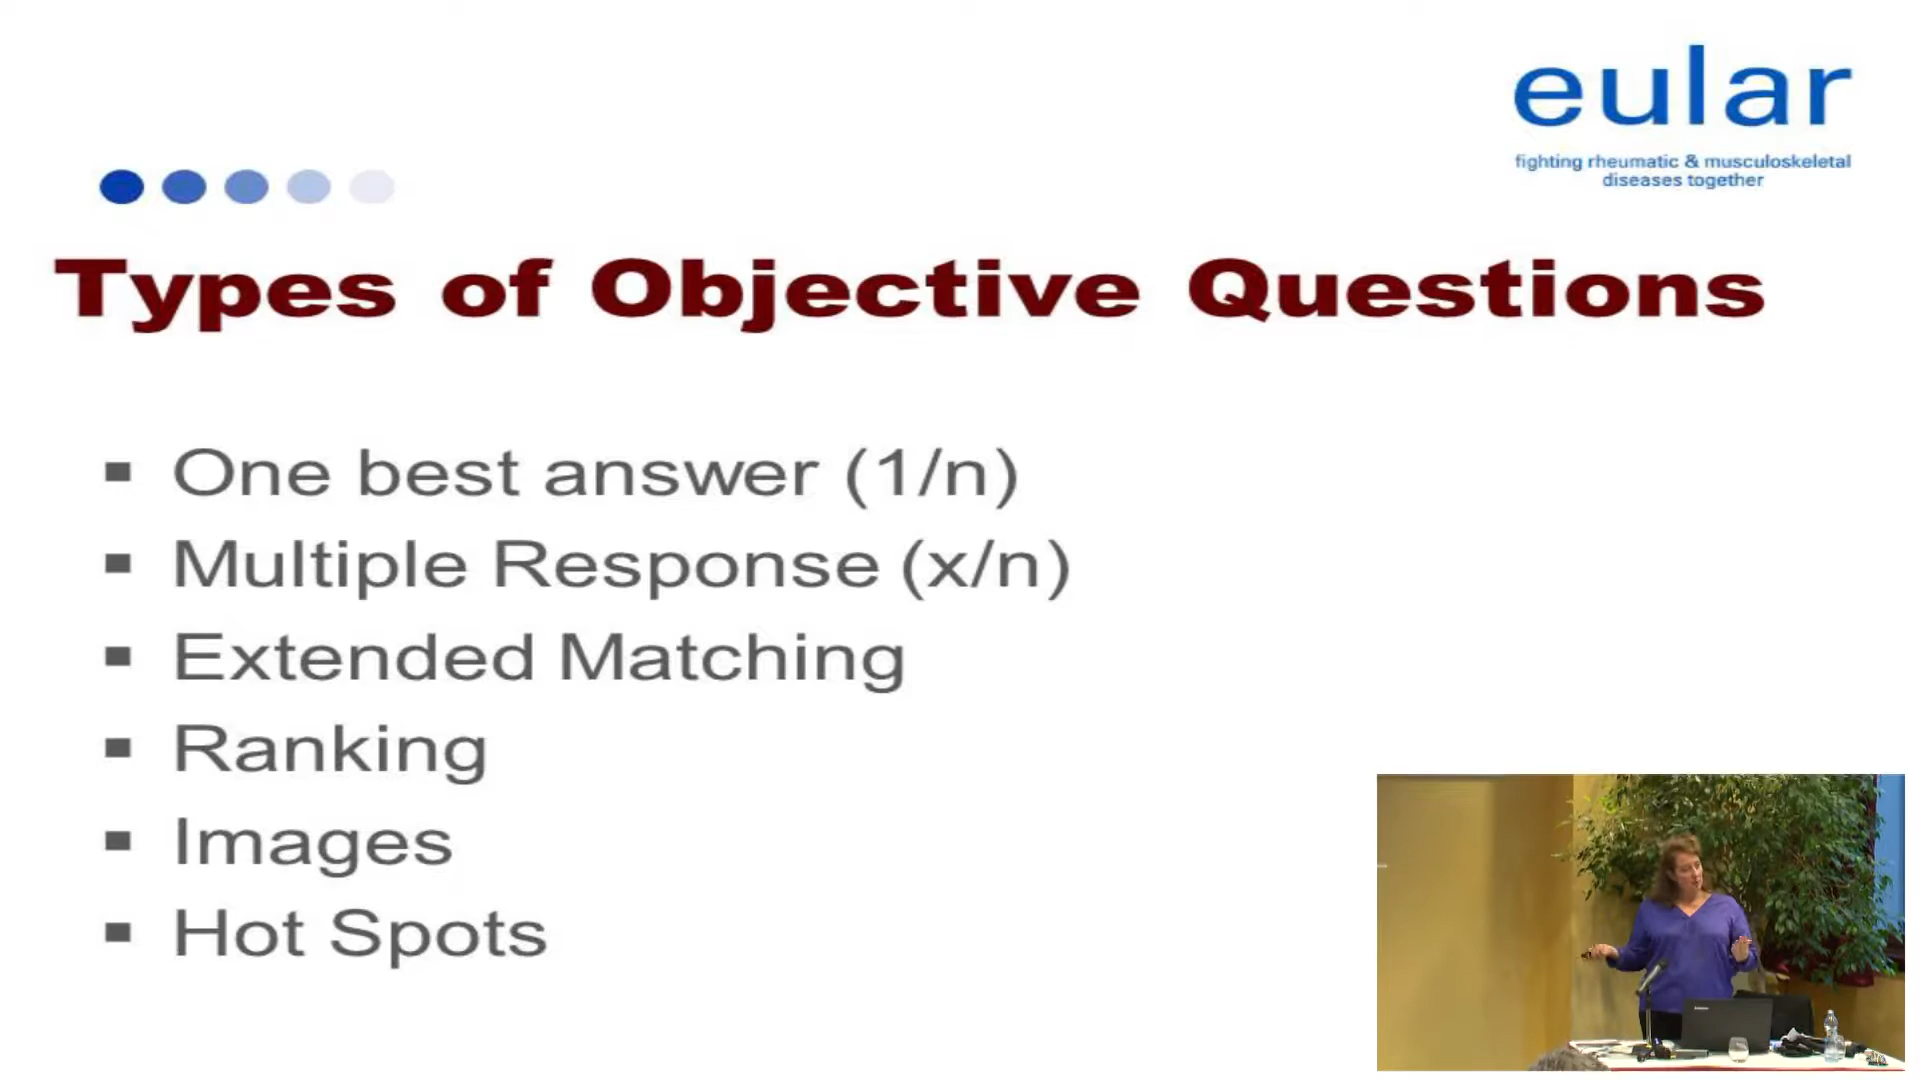 eular
fighting rheumatic & musculoskeletal
diseases together
Types of Objective Questions
One best answer (1/n)
Multiple Response (x/n)
Extended Matching
Ranking
Images
Hot Spots